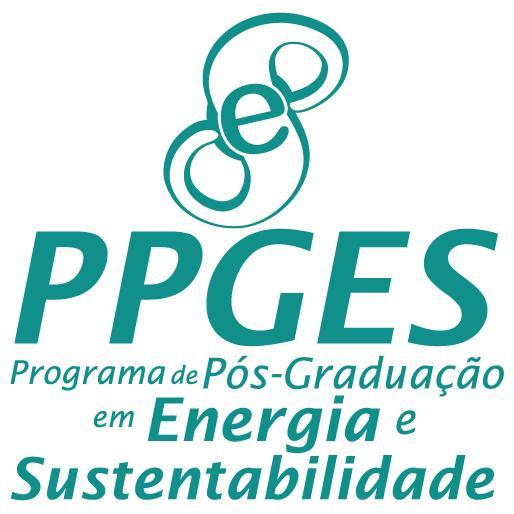 e
PPGES
Programa de Pós-Graduação
em Energia e
Sustentabilidade